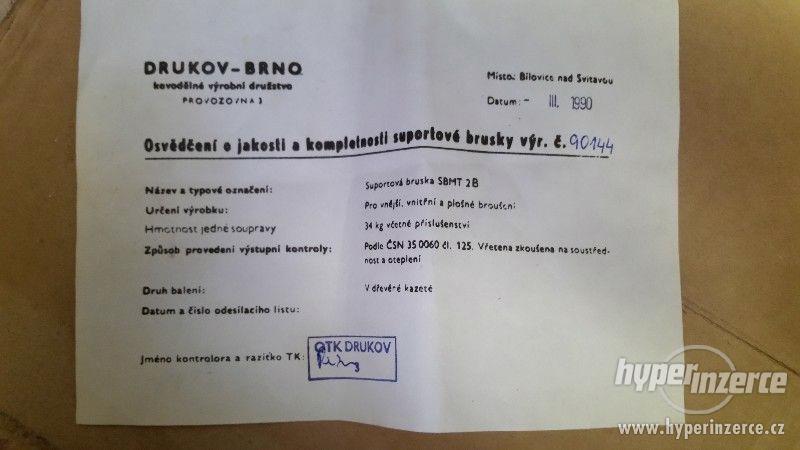 DRUKOV-BRNO
kovodělné výrobní družstvo
PROVOZOVNA 3
Místo: Bílovice nad Svitavou
Datum: - III. 1990
Osvědčení o jakosti a kompletnosti suportové brusky výr. č. 90144
Název a typové označení: Suportová bruska SBMT 2B
Určení výrobku: Pro vnější, vnitřní a plošné broušení
Hmotnost jedné soupravy 34 kg včetně příslušenství
Způsob provedení výstupní kontroly: Podle ČSN 35 0060 čl. 125. Vřetena zkoušena na soustřed-
nost a oteplení
Druh balení: V dřevěné kazetě
Datum a číslo odesílacího listu:
Jméno kontrolora a razítko TK:
OTK DRUKOV
hyperinzerce
www.hyperinzerce.cz